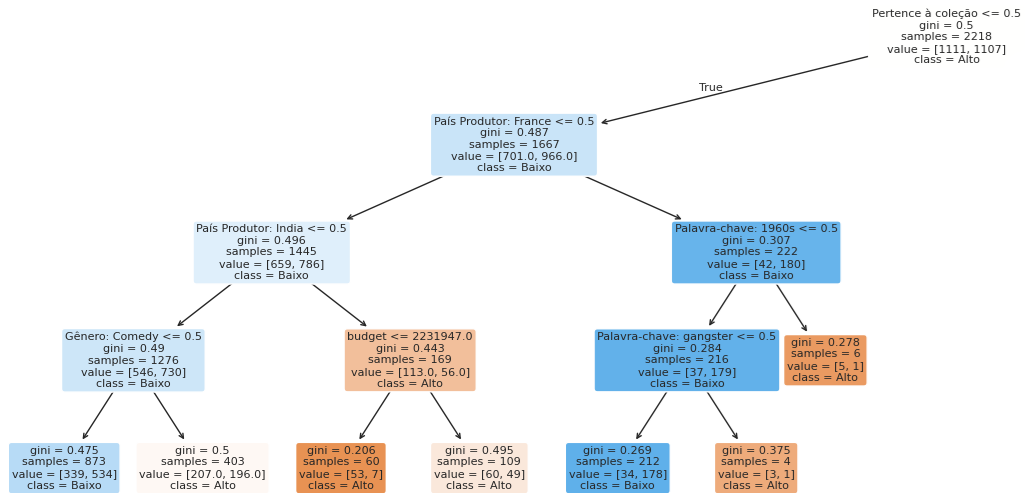 Pertence à coleção <= 0.5
gini = 0.5
samples = 2218
value = [1111, 1107]
class = Alto
True
País Produtor: France <= 0.5
gini = 0.487
samples = 1667
value = [701.0, 966.0]
class = Baixo
País Produtor: India <= 0.5
gini = 0.496
samples = 1445
value = [659, 786]
class = Baixo
Palavra-chave: 1960s <= 0.5
gini = 0.307
samples = 222
value = [42, 180]
class = Baixo
Gênero: Comedy <= 0.5
gini = 0.49
samples = 1276
value = [546, 730]
class = Baixo
budget <= 2231947.0
gini = 0.443
samples = 169
value = [113.0, 56.0]
class = Alto
Palavra-chave: gangster <= 0.5
gini = 0.284
samples = 216
value = [37, 179]
class = Baixo
gini = 0.278
samples = 6
value = [5, 1]
class = Alto
gini = 0.475
samples = 873
value = [339, 534]
class = Baixo
gini = 0.5
samples = 403
value = [207.0, 196.0]
class = Alto
gini = 0.206
samples = 60
value = [53, 7]
class = Alto
gini = 0.495
samples = 109
value = [60, 49]
class = Alto
gini = 0.269
samples = 212
value = [34, 178]
class = Baixo
gini = 0.375
samples = 4
value = [3, 1]
class = Alto